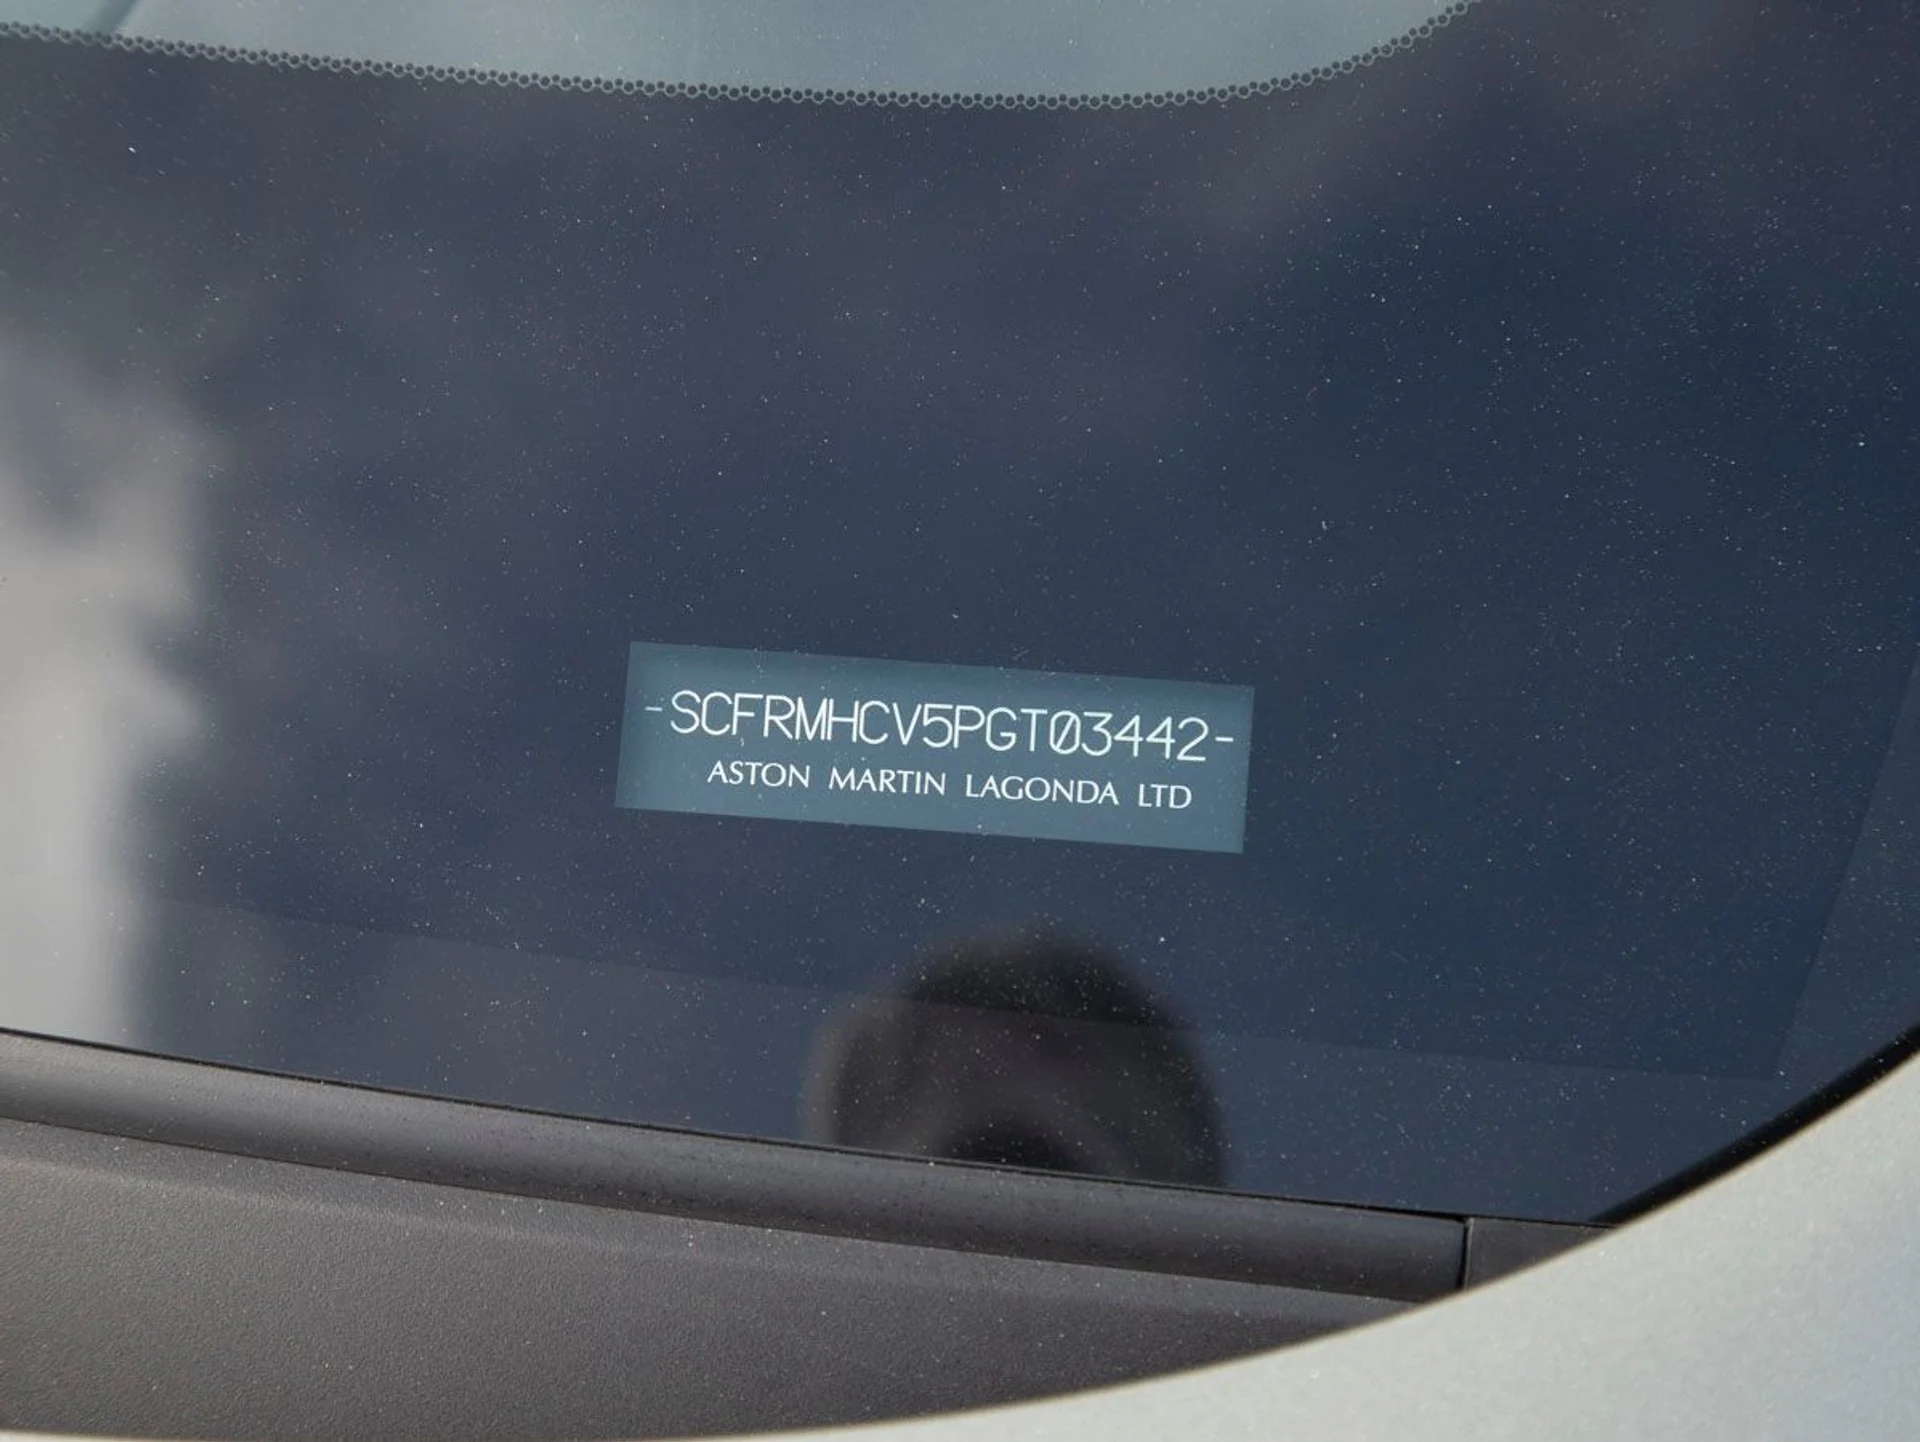 -SCFRMHCV5PGT03442-
ASTON MARTIN LAGONDA LTD